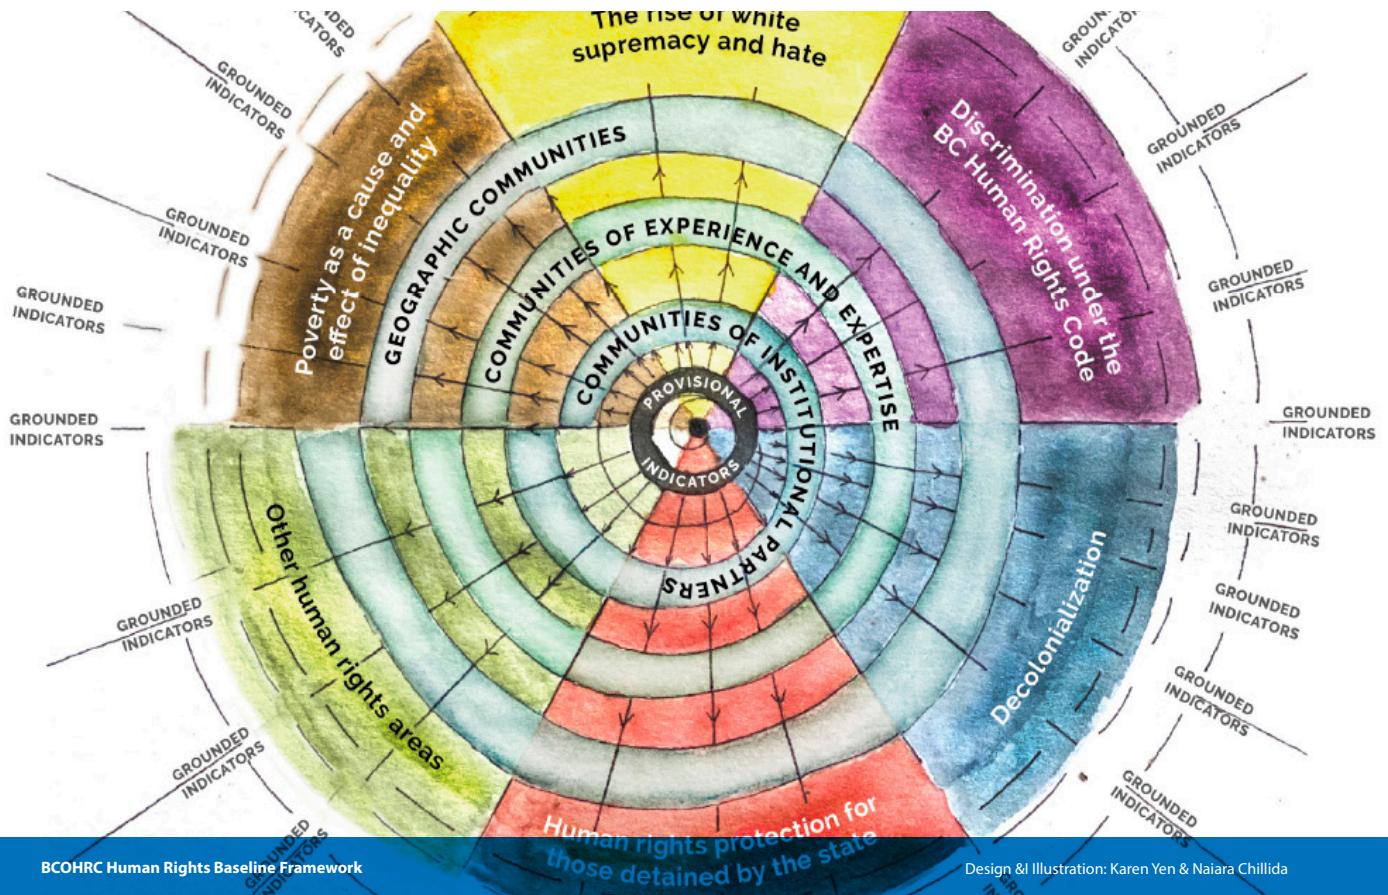 The rise of white
supremacy and hate
Discrimination under the
BC Human Rights Code
Decolonialization
Human rights protection for
those detained by the state
Other human rights areas
Poverty as a cause and
effect of inequality
GEOGRAPHIC COMMUNITIES
COMMUNITIES OF EXPERIENCE AND EXPERTISE
COMMUNITIES OF INSTITUTIONAL PARTNERS
PROVISIONAL
INDICATORS
GROUNDED
INDICATORS
GROUNDED
INDICATORS
GROUNDED
INDICATORS
GROUNDED
INDICATORS
GROUNDED
INDICATORS
GROUNDED
INDICATORS
GROUNDED
INDICATORS
GROUNDED
INDICATORS
GROUNDED
INDICATORS
GROUNDED
INDICATORS
GROUNDED
INDICATORS
GROUNDED
INDICATORS
GROUNDED
INDICATORS
GROUNDED
INDICATORS
GROUNDED
INDICATORS
BCOHRC Human Rights Baseline Framework
Design &I Illustration: Karen Yen & Naiara Chillida